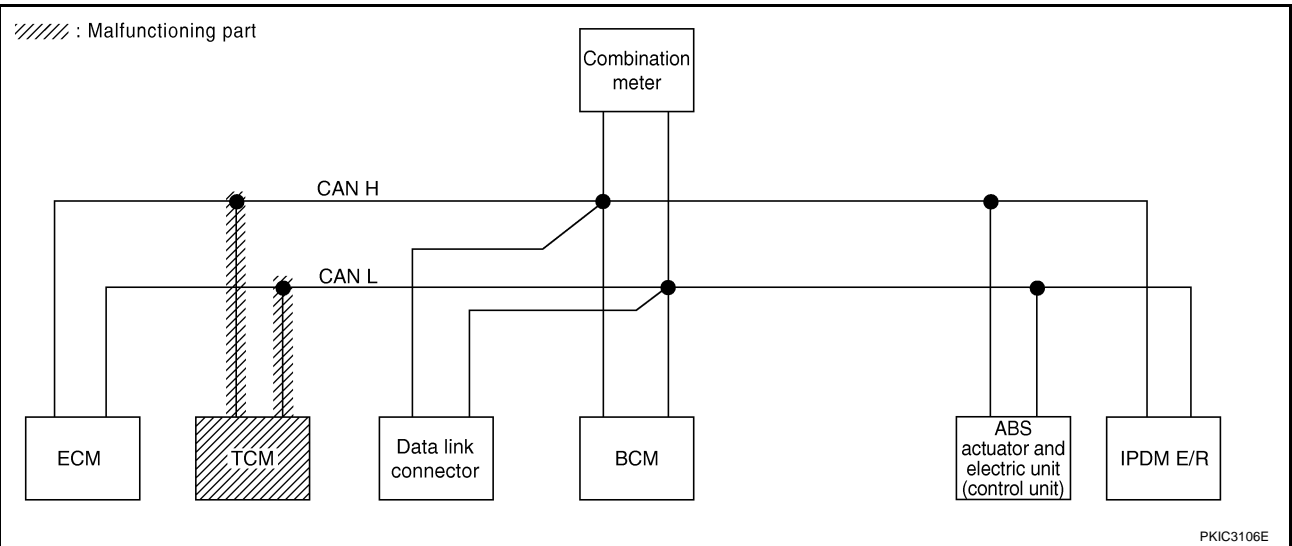 : Malfunctioning part
Combination
meter
CAN H
CAN L
ECM
TCM
Data link
connector
BCM
ABS
actuator and
electric unit
(control unit)
IPDM E/R
PKIC3106E